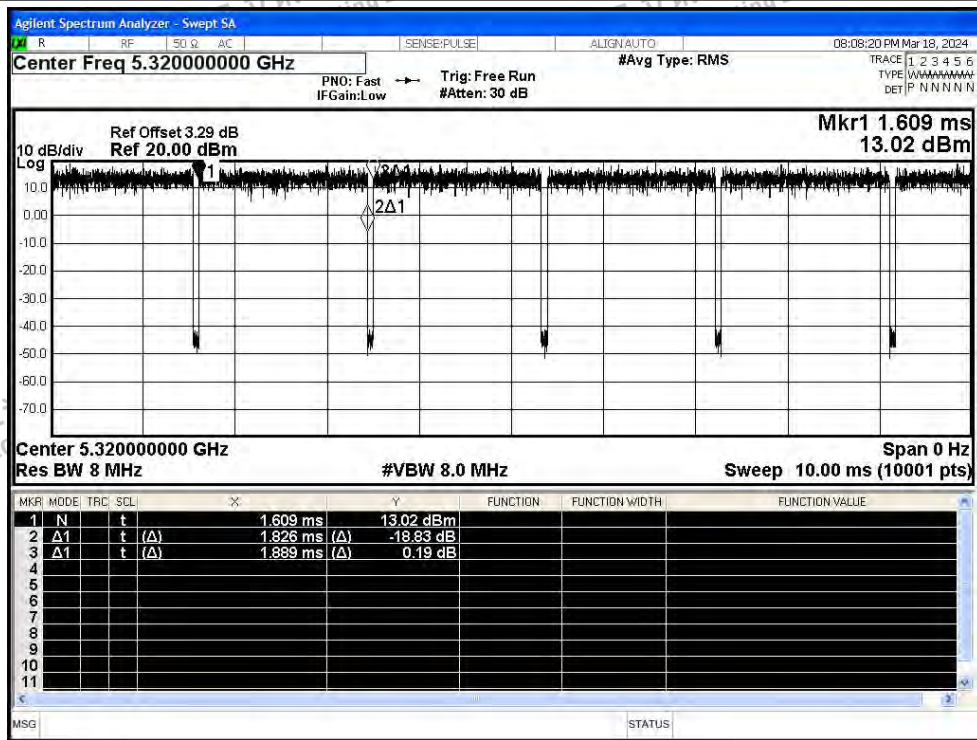 Agilent Spectrum Analyzer - Swept SA
R RF 50 Ω AC SENSE:PULSE ALIGN AUTO 08:08:20 PM Mar 18, 2024
Center Freq 5.320000000 GHz #Avg Type: RMS TRACE 1 2 3 4 5 6
PNO: Fast Trig: Free Run TYPE
IFGain:Low #Atten: 30 dB DET P N N N N N
Mkr1 1.609 ms
Ref Offset 3.29 dB
10 dB/div Ref 20.00 dBm 13.02 dBm
Log
1 3Δ1
10.0
2Δ1
0.00
-10.0
-20.0
-30.0
-40.0
-50.0
-60.0
-70.0
Center 5.320000000 GHz Span 0 Hz
Res BW 8 MHz #VBW 8.0 MHz Sweep 10.00 ms (10001 pts)
MKR MODE TRC SCL X Y FUNCTION FUNCTION WIDTH FUNCTION VALUE
1 N t 1.609 ms 13.02 dBm
2 Δ1 t (Δ) 1.826 ms (Δ) -18.83 dB
3 Δ1 t (Δ) 1.889 ms (Δ) 0.19 dB
4
5
6
7
8
9
10
11
MSG STATUS